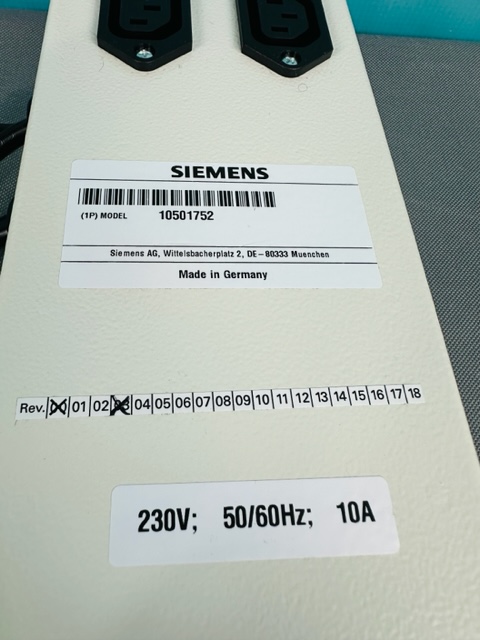 SIEMENS
(1P) MODEL 10501752
Siemens AG, Wittelsbacherplatz 2, DE-80333 Muenchen
Made in Germany
Rev. 00 01 02 03 04 05 06 07 08 09 10 11 12 13 14 15 16 17 18
230V; 50/60Hz; 10A